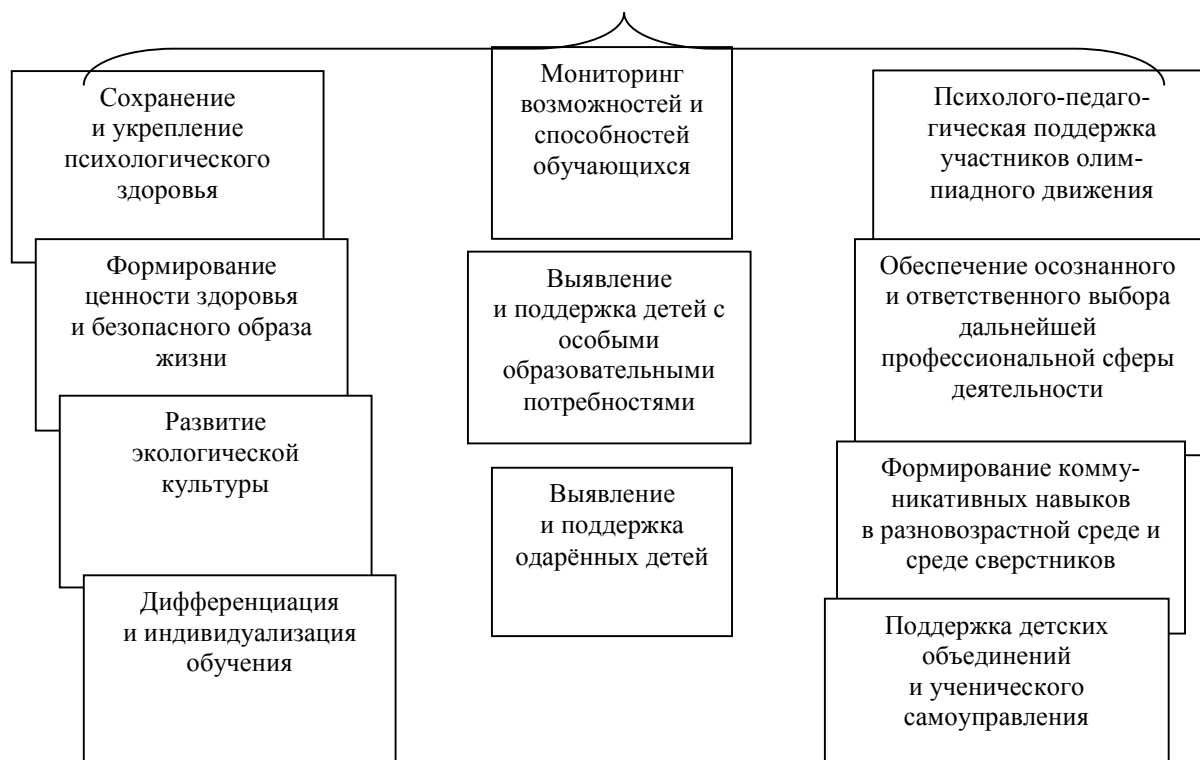 Сохранение
и укрепление
психологического
здоровья
Формирование
ценности здоровья
и безопасного образа
жизни
Развитие
экологической
культуры
Дифференциация
и индивидуализация
обучения
Мониторинг
возможностей и
способностей
обучающихся
Выявление
и поддержка детей с
особыми
образовательными
потребностями
Выявление
и поддержка
одарённых детей
Психолого-педаго-
гическая поддержка
участников олим-
пиадного движения
Обеспечение осознанного
и ответственного выбора
дальнейшей
профессиональной сферы
деятельности
Формирование комму-
никативных навыков
в разновозрастной среде и
среде сверстников
Поддержка детских
объединений
и ученического
самоуправления